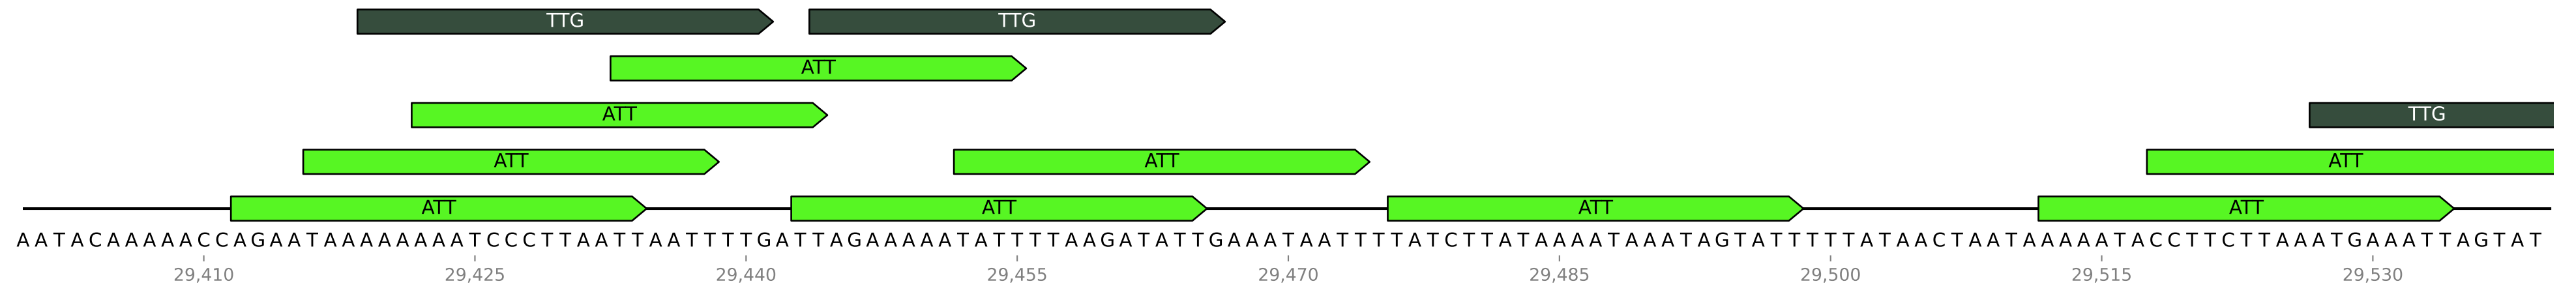 TTG TTG
ATT
ATT TTG
ATT ATT ATT
ATT ATT ATT ATT
AATACAAAAACCAGAATAAAAAAAATCCCTTAATTAATTTTGATTAGAAAAATATTTTAAGATATTGAAATAATTTTATCTTATAAAATAAATAGTATTTTTATAACTAATAAAAATACCTTCTTAAATGAAATTAGTAT
29,410 29,425 29,440 29,455 29,470 29,485 29,500 29,515 29,530